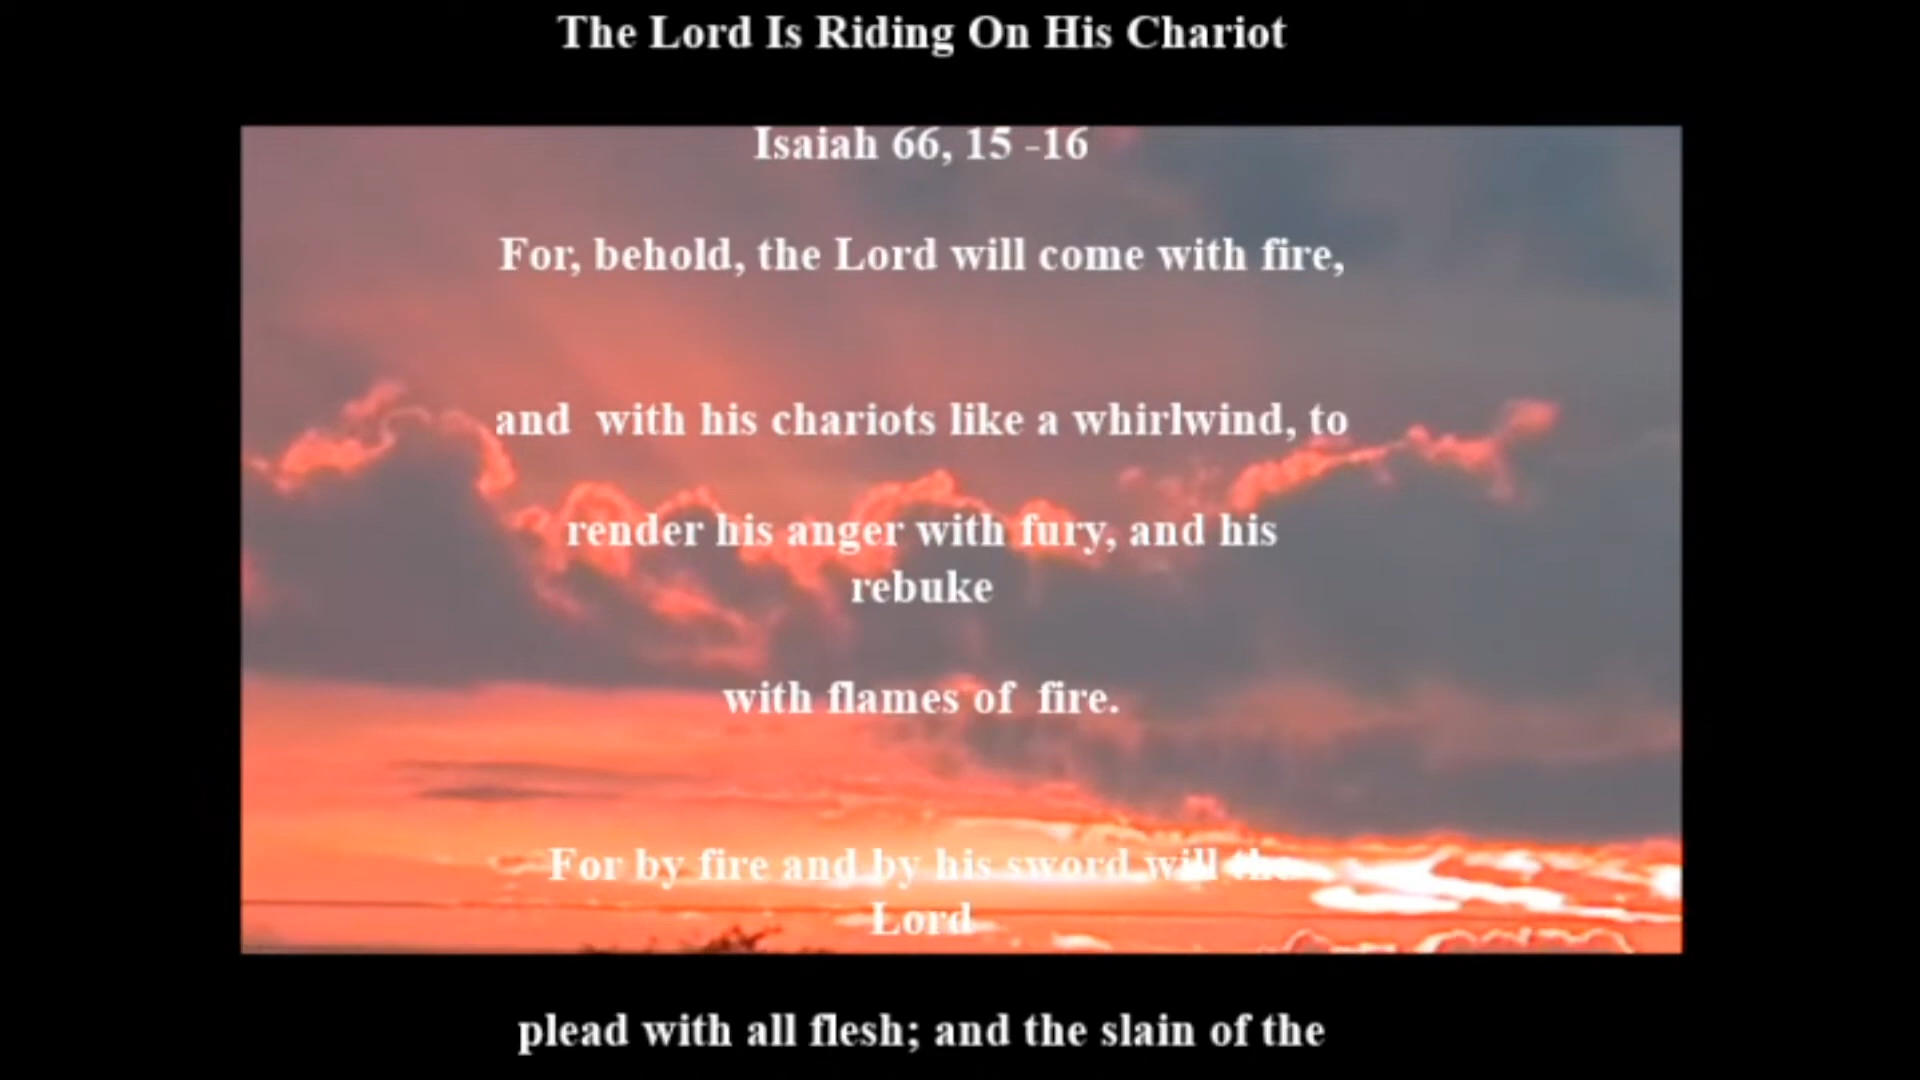 The Lord Is Riding On His Chariot
Isaiah 66, 15 -16
For, behold, the Lord will come with fire,
and  with his chariots like a whirlwind, to
render his anger with fury, and his
rebuke
with flames of  fire.
For by fire and by his sword will the
Lord
plead with all flesh; and the slain of the